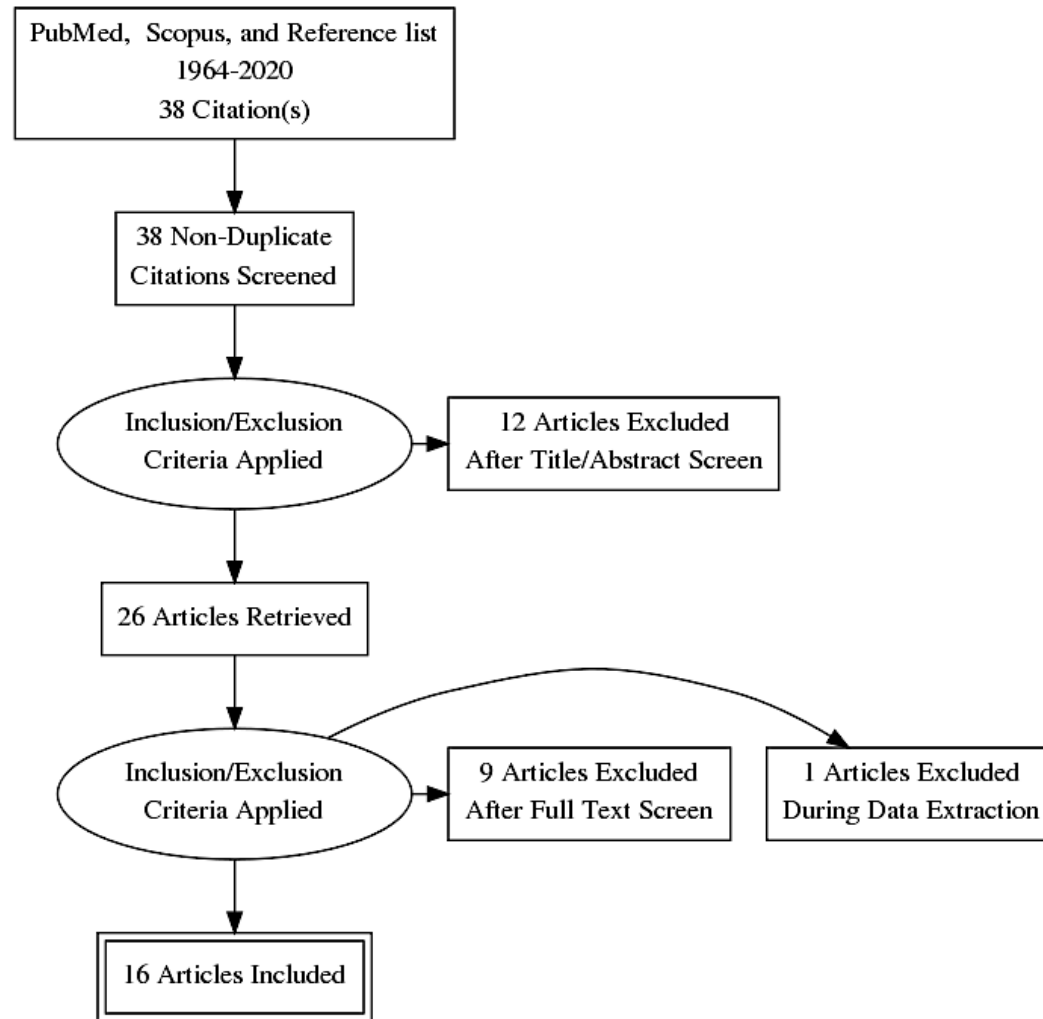 PubMed, Scopus, and Reference list
1964-2020
38 Citation(s)
38 Non-Duplicate
Citations Screened
Inclusion/Exclusion
Criteria Applied
12 Articles Excluded
After Title/Abstract Screen
26 Articles Retrieved
Inclusion/Exclusion
Criteria Applied
9 Articles Excluded
After Full Text Screen
1 Articles Excluded
During Data Extraction
16 Articles Included